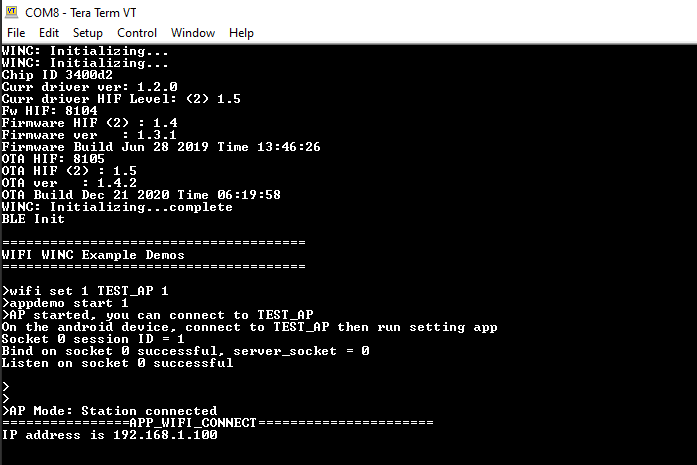 COM8 - Tera Term VT
File Edit Setup Control Window Help
WINC: Initializing...
WINC: Initializing...
Chip ID 3400d2
Curr driver ver: 1.2.0
Curr driver HIF Level: (2) 1.5
Fw HIF: 8104
Firmware HIF (2) : 1.4
Firmware ver   : 1.3.1
Firmware Build Jun 28 2019 Time 13:46:26
OTA HIF: 8105
OTA HIF (2) : 1.5
OTA ver   : 1.4.2
OTA Build Dec 21 2020 Time 06:19:58
WINC: Initializing...complete
BLE Init
======================================
WIFI WINC Example Demos
======================================
>wifi set 1 TEST_AP 1
>appdemo start 1
>AP started, you can connect to TEST_AP
On the android device, connect to TEST_AP then run setting app
Socket 0 session ID = 1
Bind on socket 0 successful, server_socket = 0
Listen on socket 0 successful
>
>
>AP Mode: Station connected
================APP_WIFI_CONNECT======================
IP address is 192.168.1.100